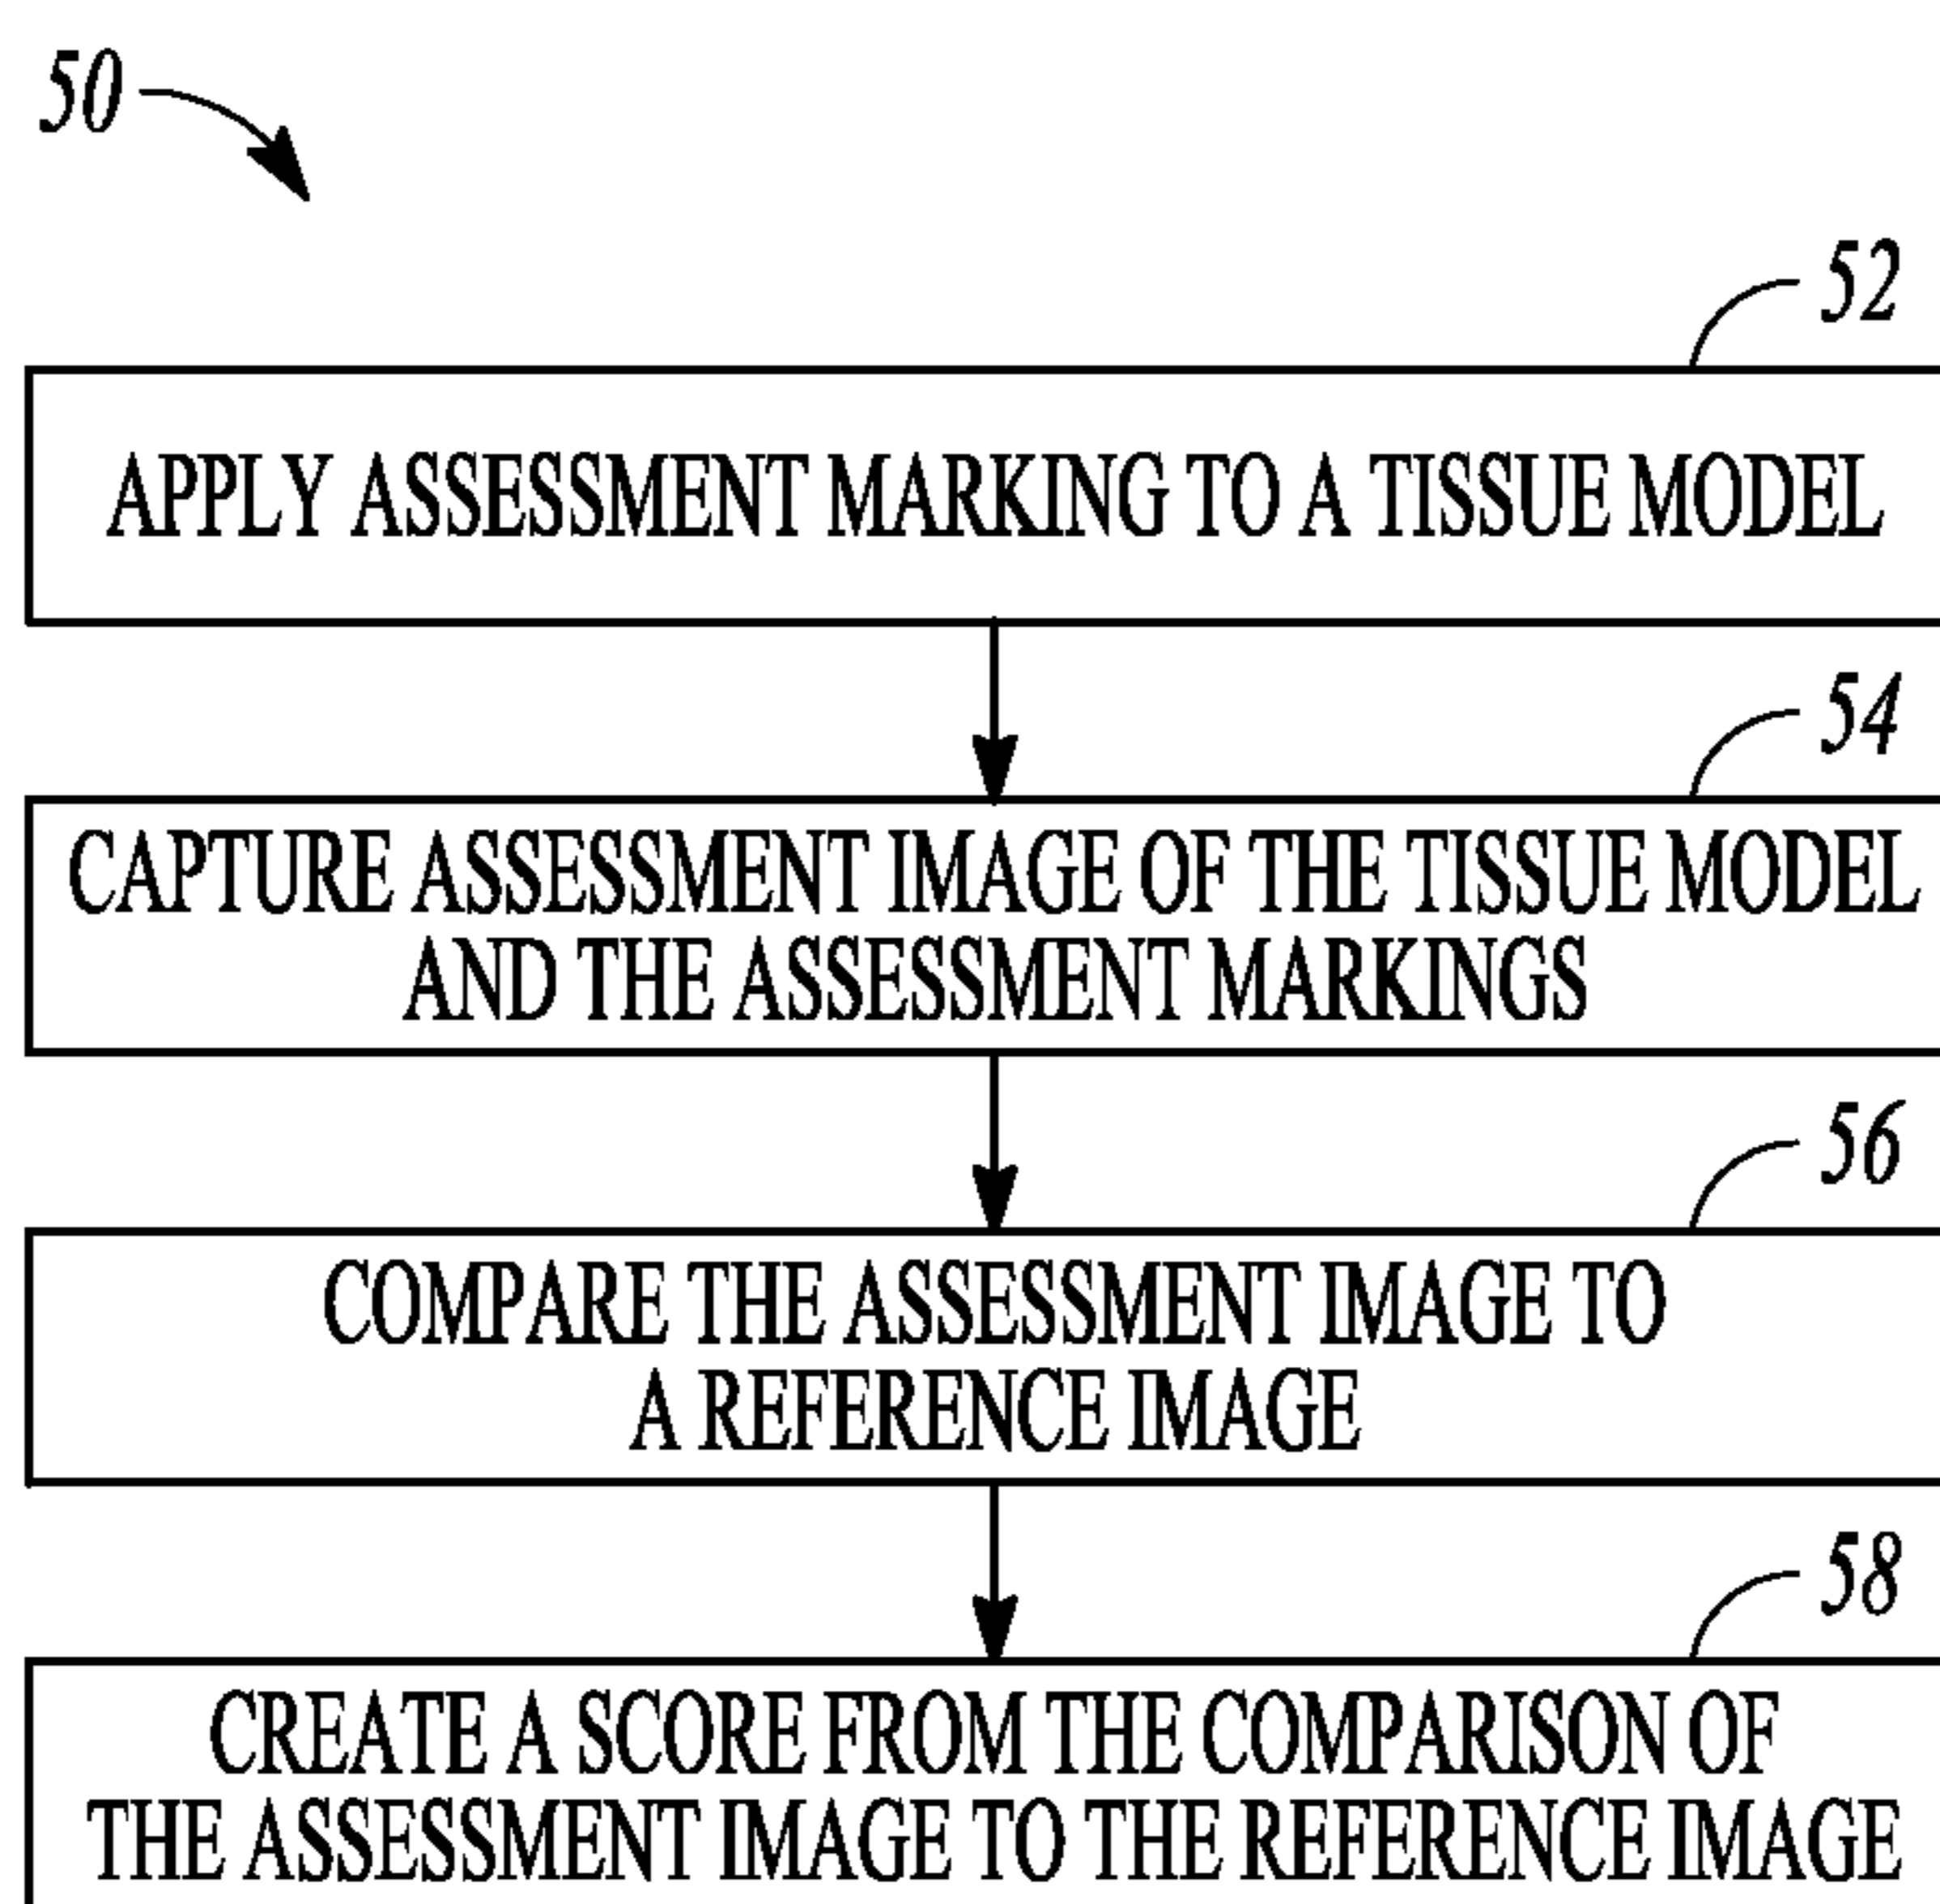 50
52
APPLY ASSESSMENT MARKING TO A TISSUE MODEL
54
CAPTURE ASSESSMENT IMAGE OF THE TISSUE MODEL
AND THE ASSESSMENT MARKINGS
56
COMPARE THE ASSESSMENT IMAGE TO
A REFERENCE IMAGE
58
CREATE A SCORE FROM THE COMPARISON OF
THE ASSESSMENT IMAGE TO THE REFERENCE IMAGE